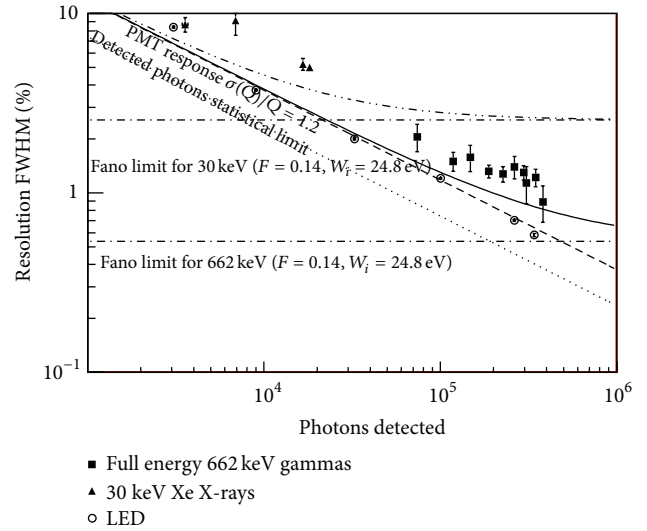 10
PMT response σ(Q)/Q = 1.2
Detected photons statistical limit
Resolution FWHM (%)
Fano limit for 30 keV (F = 0.14, Wᵢ = 24.8 eV)
1
Fano limit for 662 keV (F = 0.14, Wᵢ = 24.8 eV)
10⁻¹
10⁴
10⁵
10⁶
Photons detected
Full energy 662 keV gammas
30 keV Xe X-rays
LED